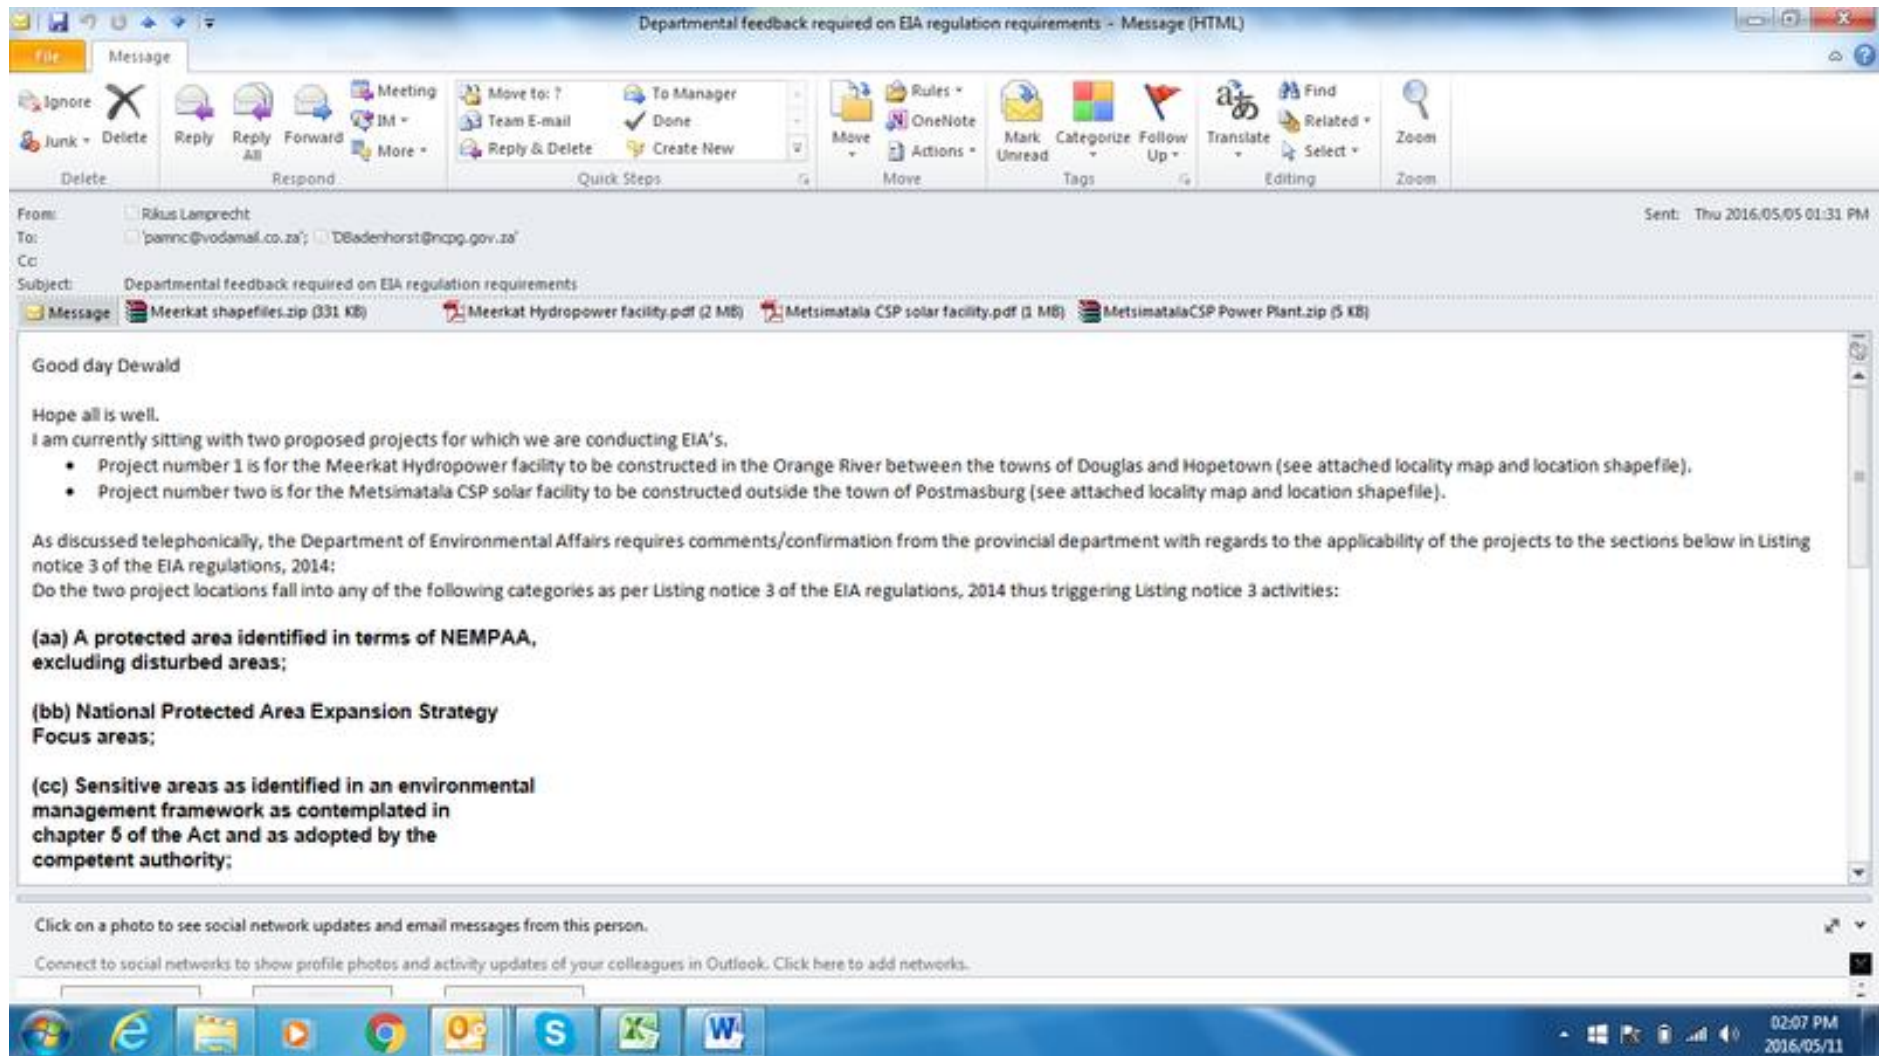 Departmental feedback required on EIA regulation requirements - Message (HTML)
File Message
Ignore
Junk
Delete
Reply
Reply All
Forward
Meeting
IM
More
Move to: ?
Team E-mail
Reply & Delete
To Manager
Done
Create New
Move
Rules
OneNote
Actions
Mark Unread
Categorize
Follow Up
Translate
Find
Related
Select
Zoom
Delete Respond Quick Steps Move Tags Editing Zoom
From: Rikus Lamprecht Sent: Thu 2016/05/05 01:31 PM
To: 'pamnc@vodamail.co.za'; 'DBadenhorst@ncpg.gov.za'
Cc:
Subject: Departmental feedback required on EIA regulation requirements
Message Meerkat shapefiles.zip (331 KB) Meerkat Hydropower facility.pdf (2 MB) Metsimatala CSP solar facility.pdf (1 MB) MetsimatalaCSP Power Plant.zip (5 KB)
Good day Dewald
Hope all is well.
I am currently sitting with two proposed projects for which we are conducting EIA's.
• Project number 1 is for the Meerkat Hydropower facility to be constructed in the Orange River between the towns of Douglas and Hopetown (see attached locality map and location shapefile).
• Project number two is for the Metsimatala CSP solar facility to be constructed outside the town of Postmasburg (see attached locality map and location shapefile).
As discussed telephonically, the Department of Environmental Affairs requires comments/confirmation from the provincial department with regards to the applicability of the projects to the sections below in Listing
notice 3 of the EIA regulations, 2014:
Do the two project locations fall into any of the following categories as per Listing notice 3 of the EIA regulations, 2014 thus triggering Listing notice 3 activities:
(aa) A protected area identified in terms of NEMPAA,
excluding disturbed areas;
(bb) National Protected Area Expansion Strategy
Focus areas;
(cc) Sensitive areas as identified in an environmental
management framework as contemplated in
chapter 5 of the Act and as adopted by the
competent authority;
Click on a photo to see social network updates and email messages from this person.
Connect to social networks to show profile photos and activity updates of your colleagues in Outlook. Click here to add networks.
02:07 PM
2016/05/11